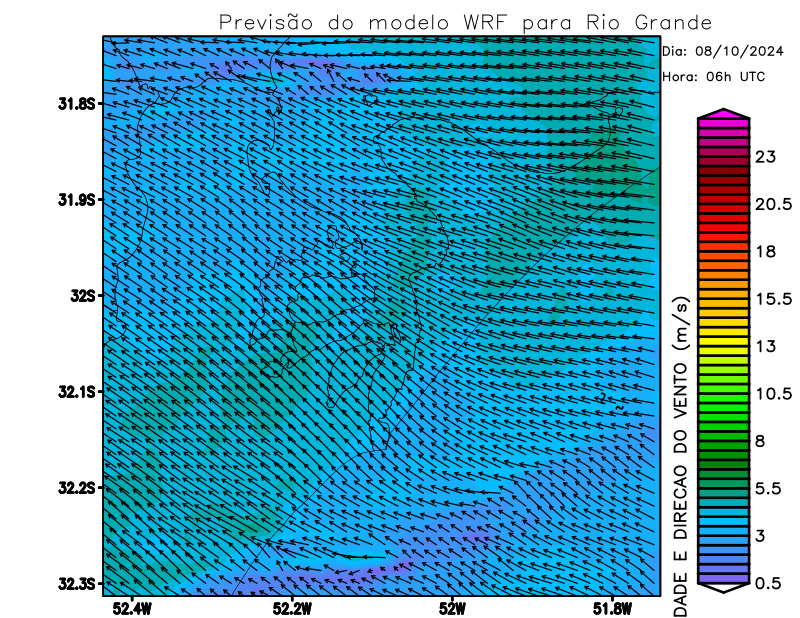 Previsão do modelo WRF para Rio Grande
Dia: 08/10/2024
Hora: 06h UTC
31.8S
31.9S
32S
32.1S
32.2S
32.3S
52.4W
52.2W
52W
51.8W
23
20.5
18
15.5
13
10.5
8
5.5
3
0.5
DADE E DIRECAO DO VENTO (m/s)